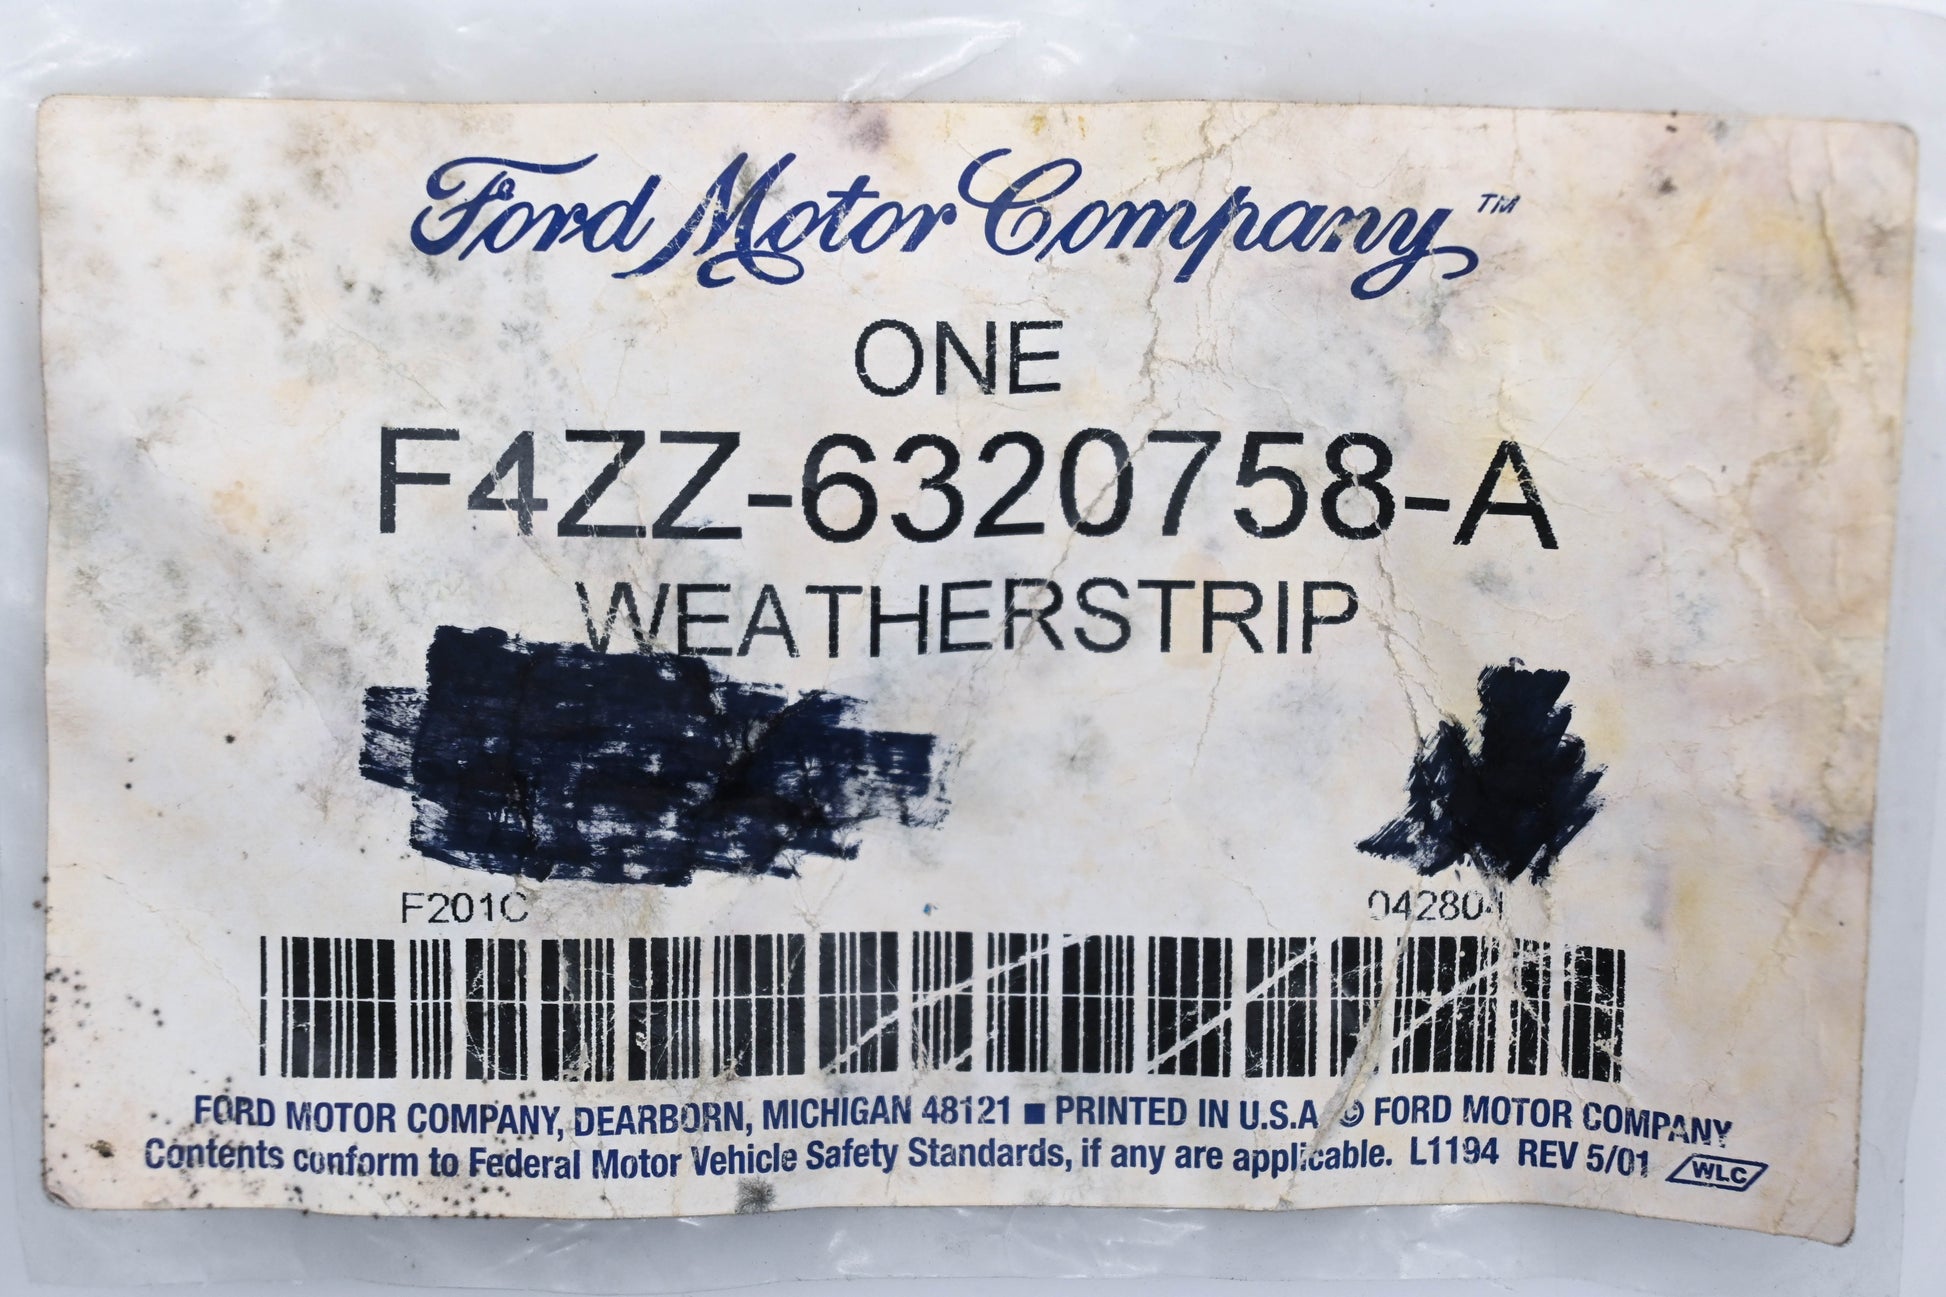 Ford Motor Company™
ONE
F4ZZ-6320758-A
WEATHERSTRIP
F201C 042804
FORD MOTOR COMPANY, DEARBORN, MICHIGAN 48121 ■ PRINTED IN U.S.A © FORD MOTOR COMPANY
Contents conform to Federal Motor Vehicle Safety Standards, if any are applicable. L1194 REV 5/01 WLC